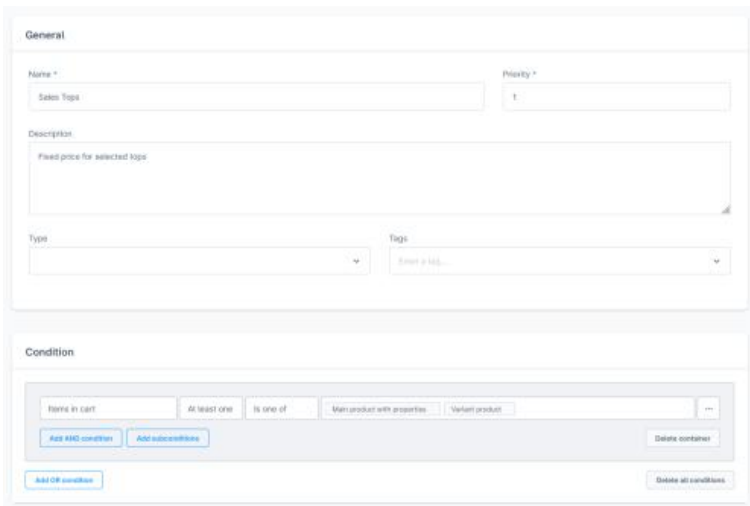 General
Name *
Priority *
Sales Tops
1
Description
Fixed price for selected tops
Type
Tags
Enter a tag...
Condition
Items in cart
At least one
Is one of
Main product with properties
Variant product
...
Add AND condition
Add subconditions
Delete container
Add OR condition
Delete all conditions